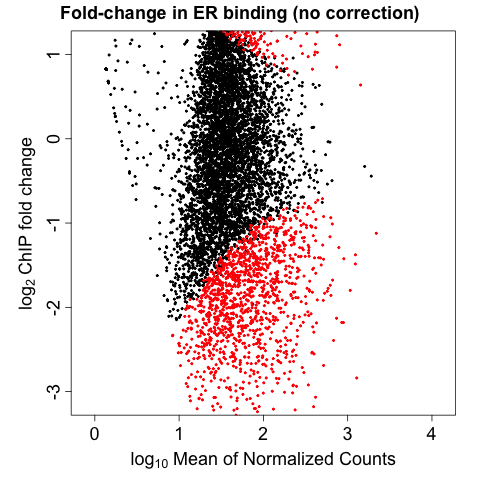 Fold-change in ER binding (no correction)
log2 ChIP fold change
1
0
-1
-2
-3
0 1 2 3 4
log10 Mean of Normalized Counts